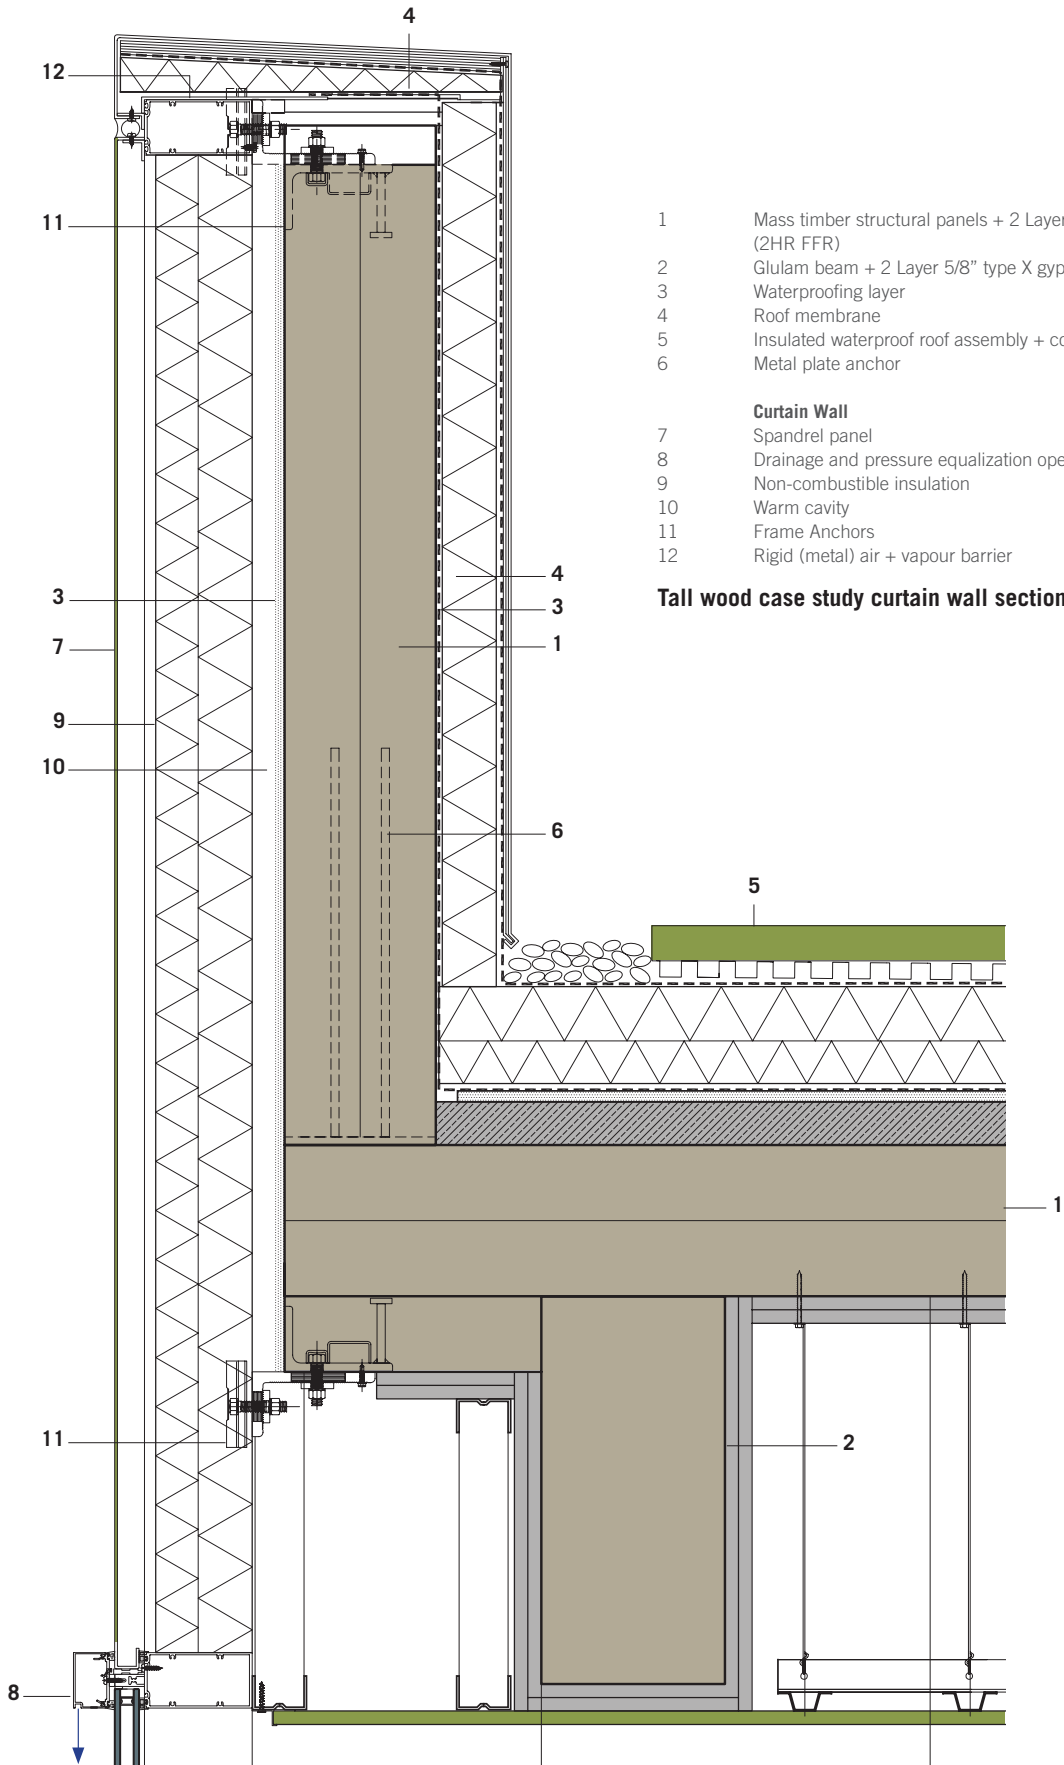 4
12
11
1 Mass timber structural panels + 2 Layer
(2HR FFR)
2 Glulam beam + 2 Layer 5/8” type X gyp
3 Waterproofing layer
4 Roof membrane
5 Insulated waterproof roof assembly + co
6 Metal plate anchor
Curtain Wall
7 Spandrel panel
8 Drainage and pressure equalization ope
9 Non-combustible insulation
10 Warm cavity
11 Frame Anchors
12 Rigid (metal) air + vapour barrier
Tall wood case study curtain wall section
4
3
3
1
7
9
10
6
5
1
11
2
8